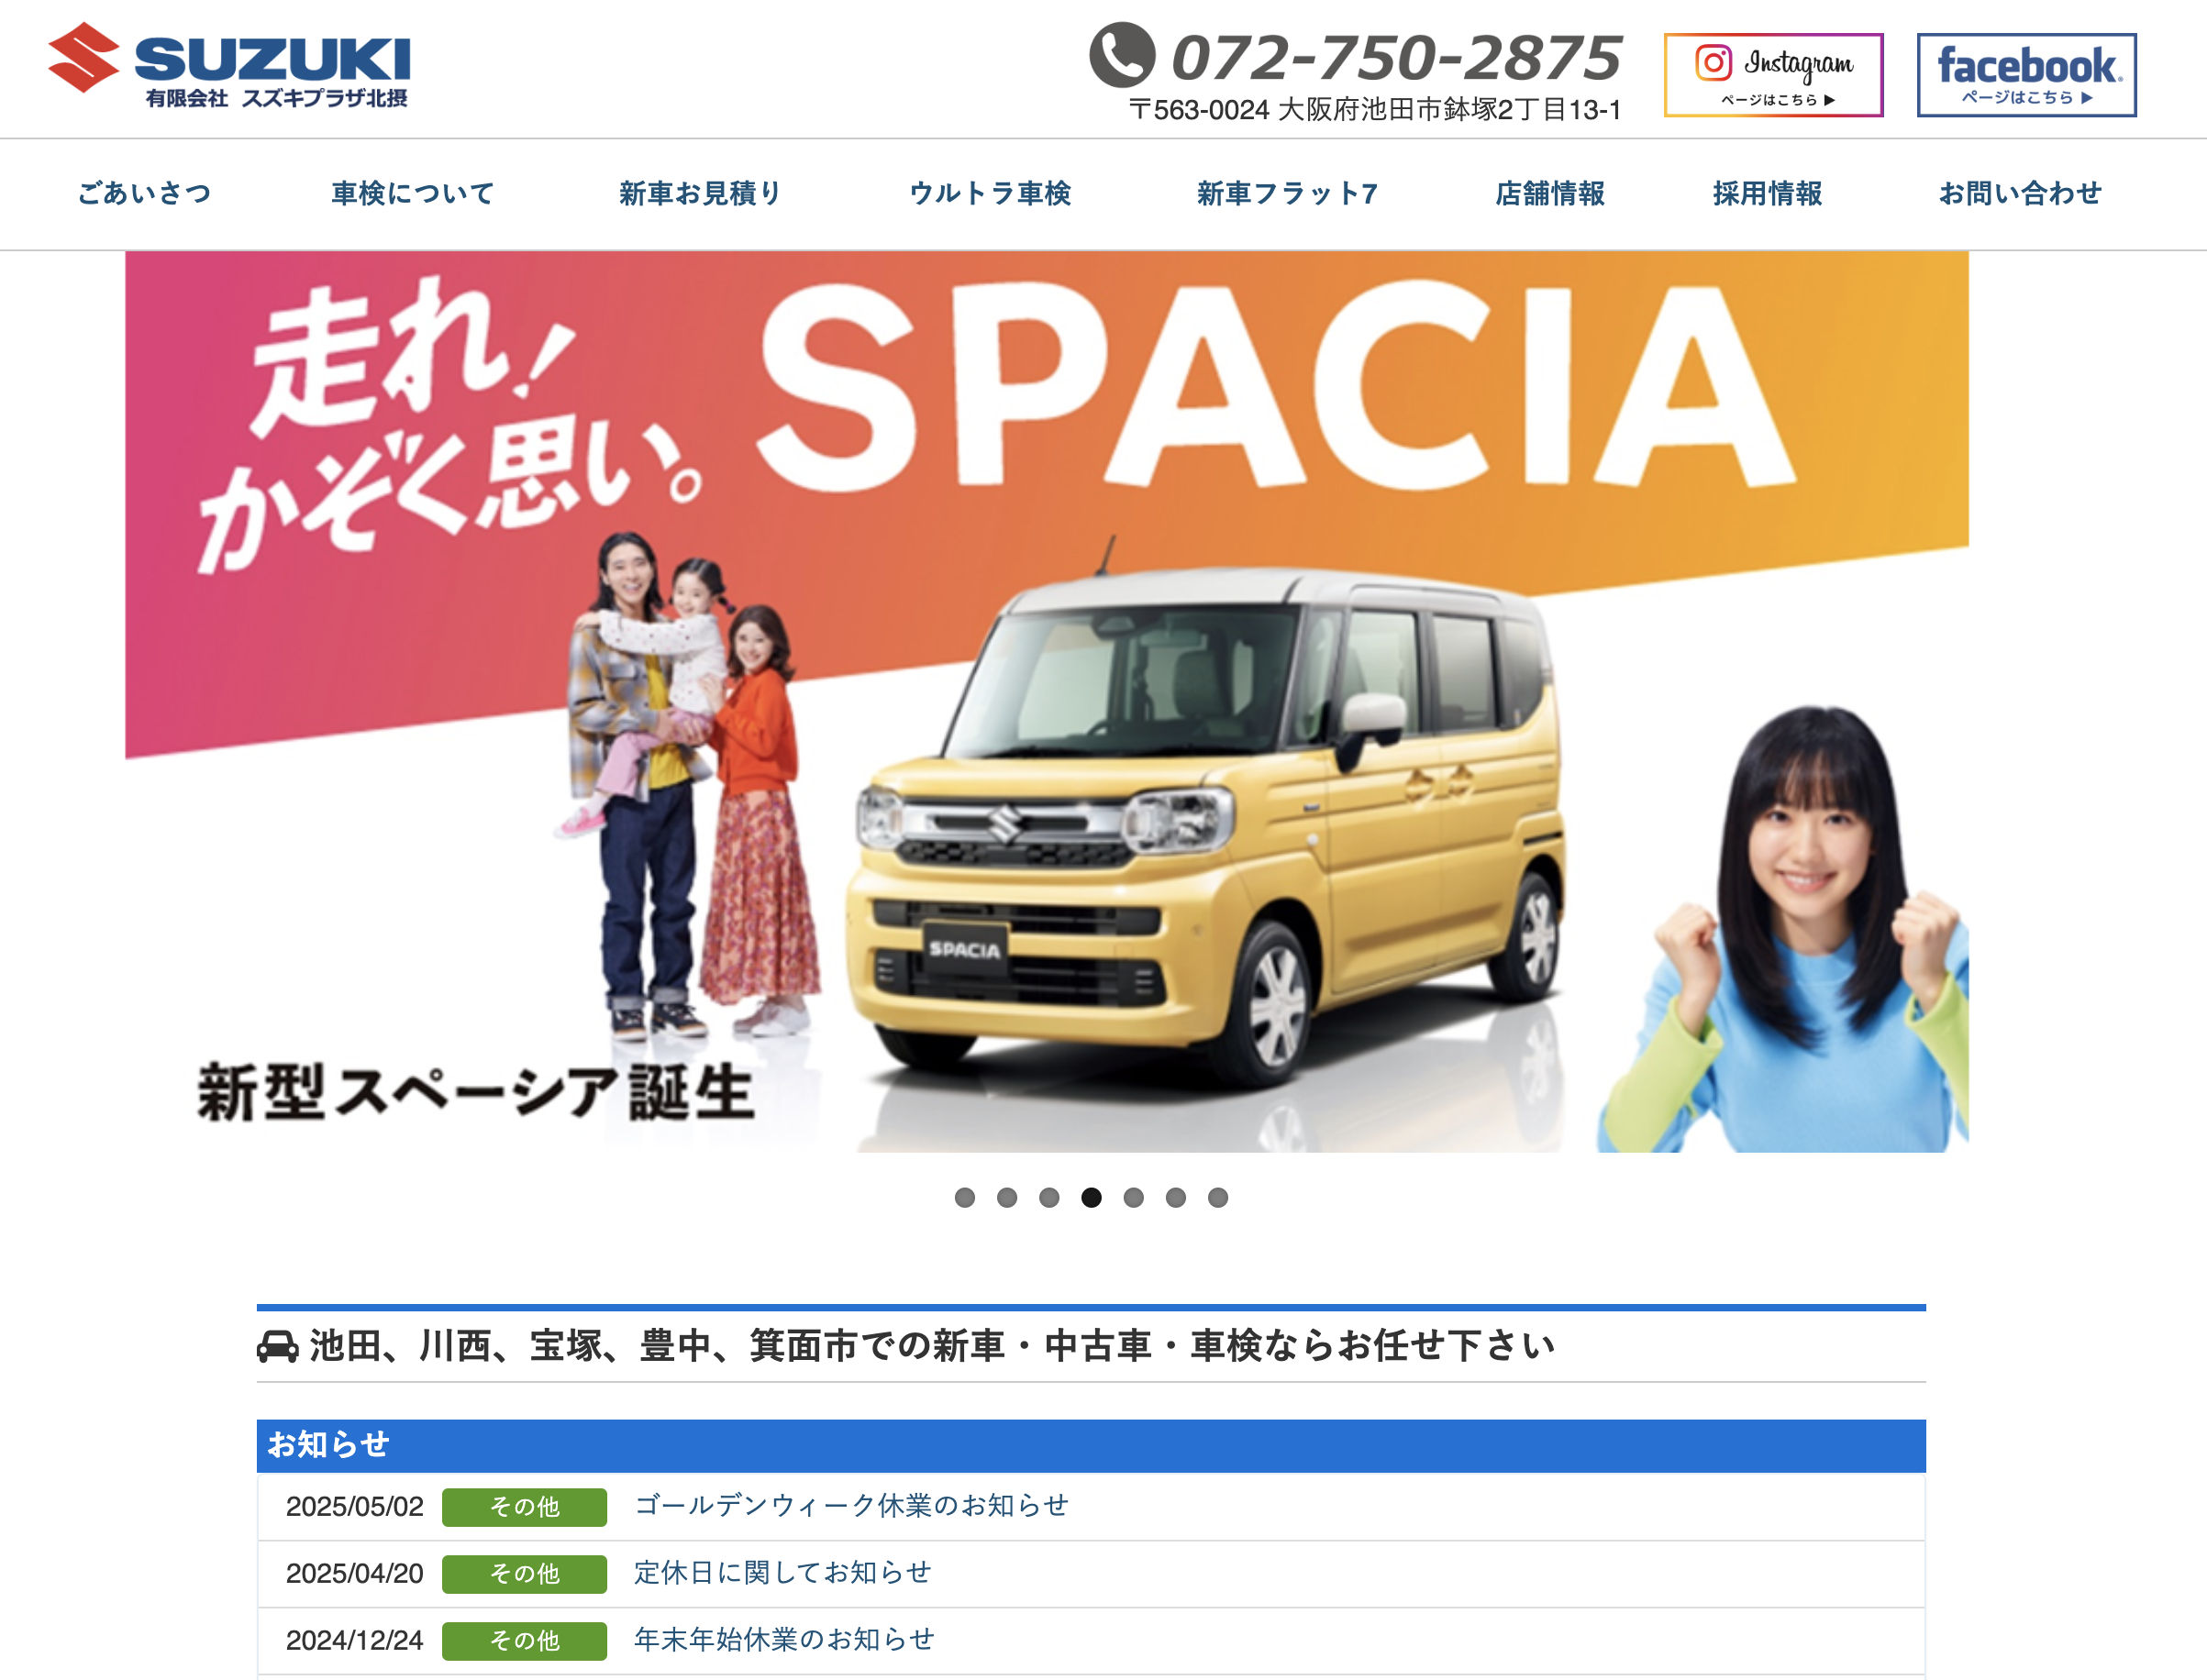 SUZUKI
有限会社 スズキプラザ北摂
072-750-2875
〒563-0024 大阪府池田市鉢塚2丁目13-1
Instagram
ページはこちら ▶
facebook
ページはこちら ▶
ごあいさつ 車検について 新車お見積り ウルトラ車検 新車フラット7 店舗情報 採用情報 お問い合わせ
走れ!
かぞく思い。
SPACIA
SPACIA
新型スペーシア誕生
池田、川西、宝塚、豊中、箕面市での新車・中古車・車検ならお任せ下さい
お知らせ
2025/05/02 その他 ゴールデンウィーク休業のお知らせ
2025/04/20 その他 定休日に関してお知らせ
2024/12/24 その他 年末年始休業のお知らせ